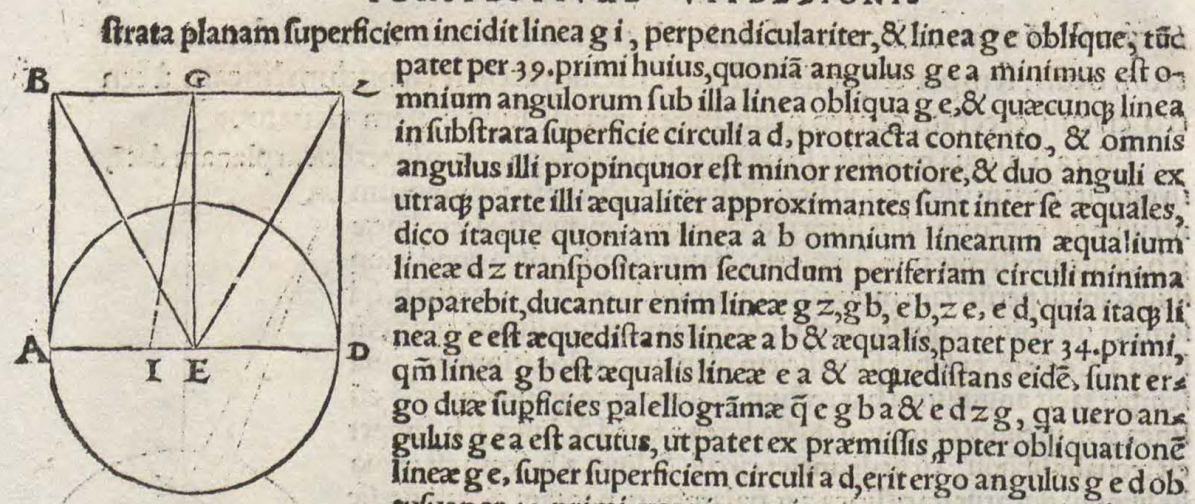 ſtrata planam ſuperficiem incidit linea g i, perpendiculariter, & linea g e oblique, tūc
patet per 39. primi huius, quoniā angulus g e a minimus eſt o-
mnium angulorum ſub illa linea obliqua g e, & quæcunqꝫ linea
in ſubſtrata ſuperficie circuli a d, protracta contento, & omnis
angulus illi propinquior eſt minor remotiore, & duo anguli ex
utraqꝫ parte illi æqualiter approximantes ſunt inter ſe æquales,
dico itaque quoniam linea a b omnium linearum æqualium
lineæ d z tranſpoſitarum ſecundum periferiam circuli minima
apparebit, ducantur enim lineæ g z, g b, e b, z e, e d, quia itaqꝫ li
nea g e eſt æquediſtans lineæ a b & æqualis, patet per 34. primi,
qm̄ linea g b eſt æqualis lineæ e a & æquediſtans eidē, ſunt er-
go duæ ſupficies palellogrāmæ q̄ e g b a & e d z g, qa uero an-
gulus g e a eſt acutus, ut patet ex præmiſſis, ppter obliquationē
lineæ g e, ſuper ſuperficiem circuli a d, erit ergo angulus g e d ob
B G Z
A I E D